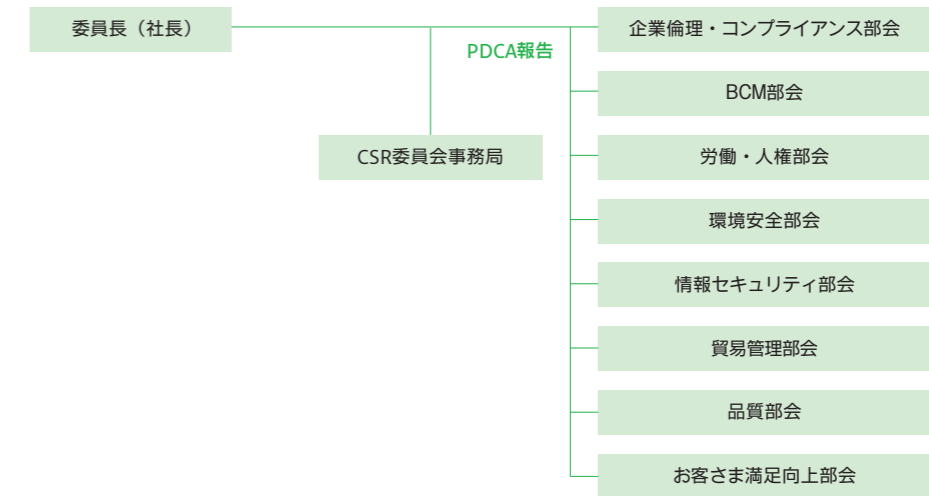 委員長（社長）
PDCA報告
CSR委員会事務局
企業倫理・コンプライアンス部会
BCM部会
労働・人権部会
環境安全部会
情報セキュリティ部会
貿易管理部会
品質部会
お客さま満足向上部会